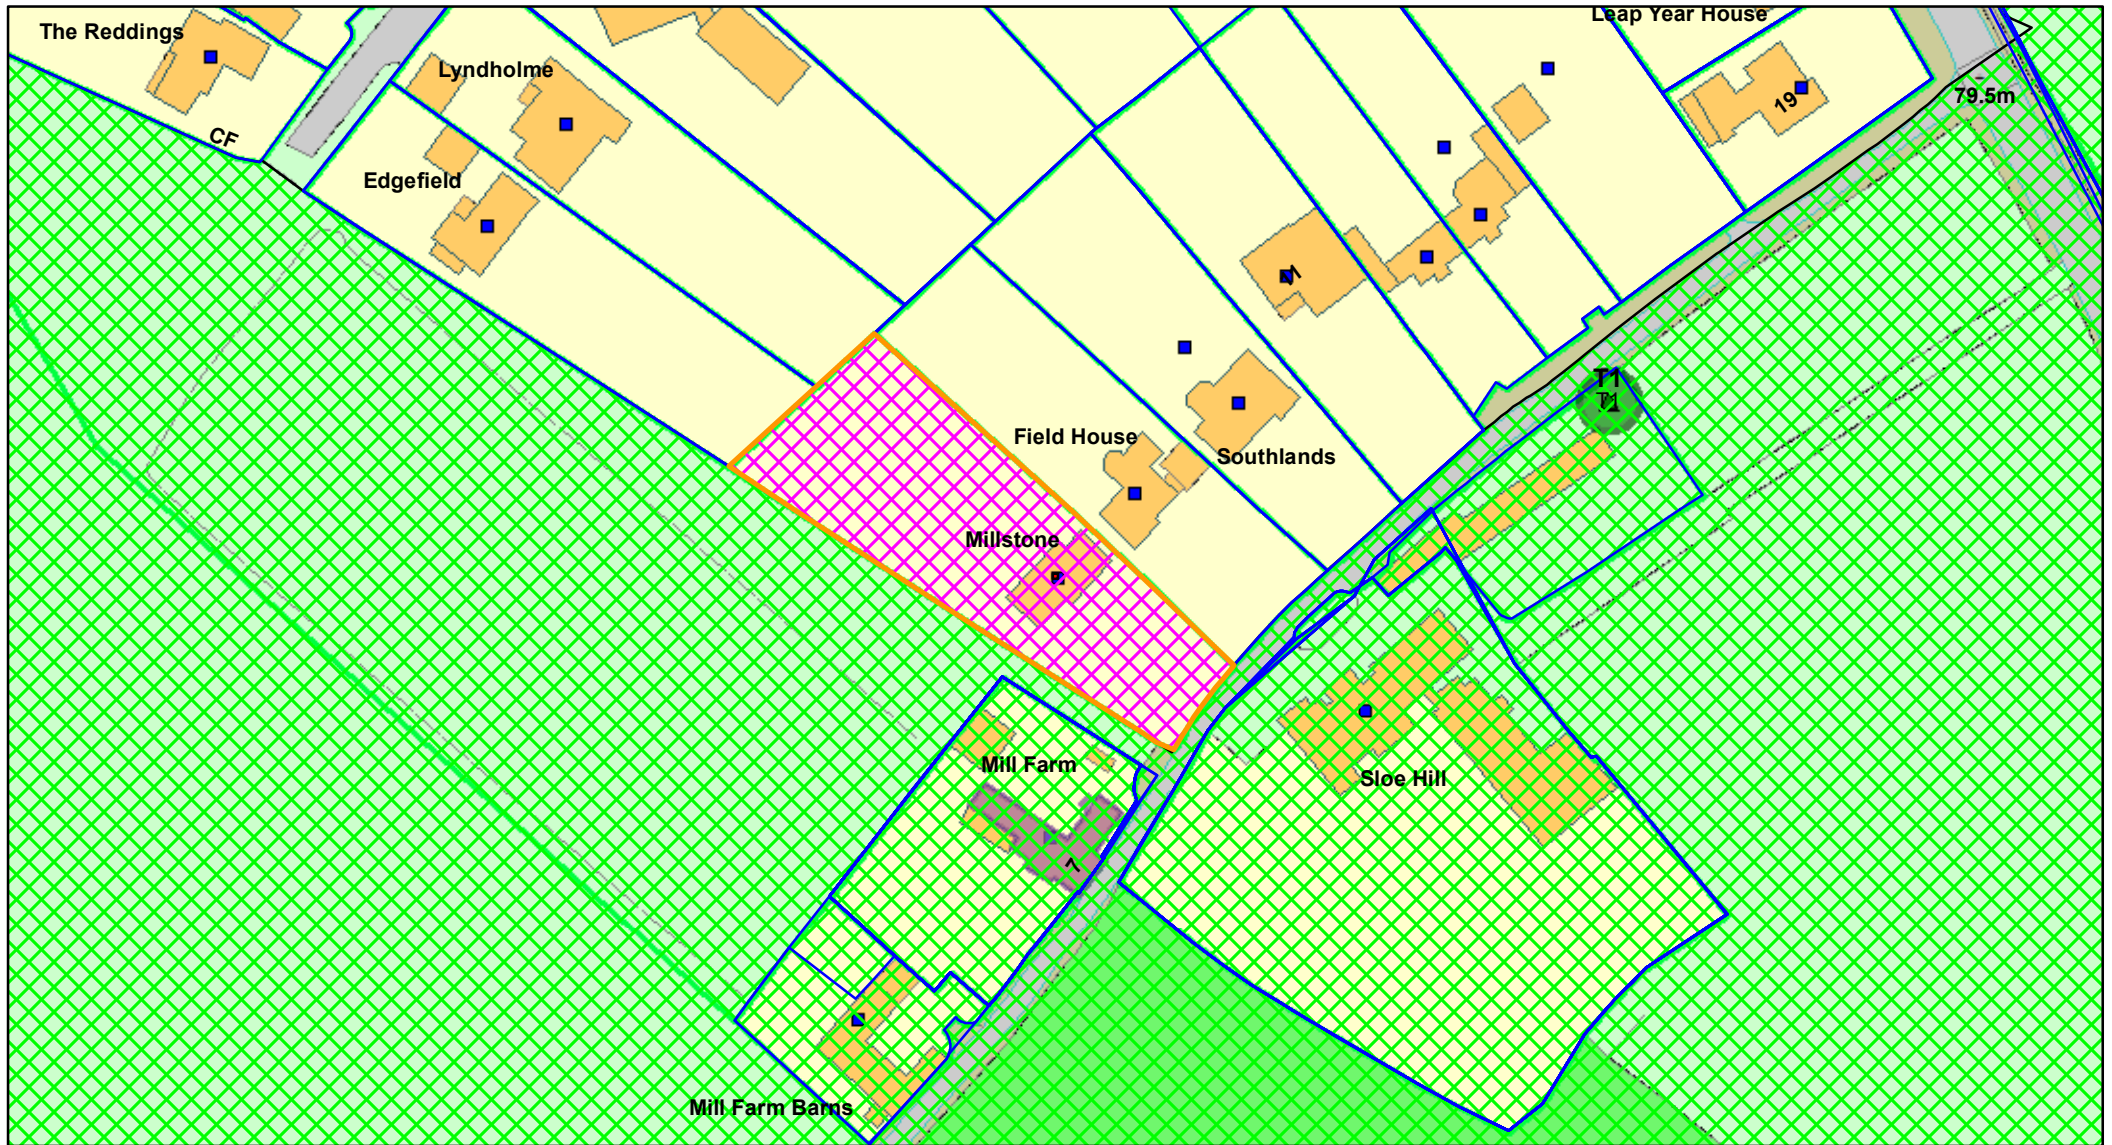 Leap Year House
The Reddings
Lyndholme
19
79.5m
CF
Edgefield
T1
T1
Field House
Southlands
Millstone
Mill Farm
Sloe Hill
7
Mill Farm Barns